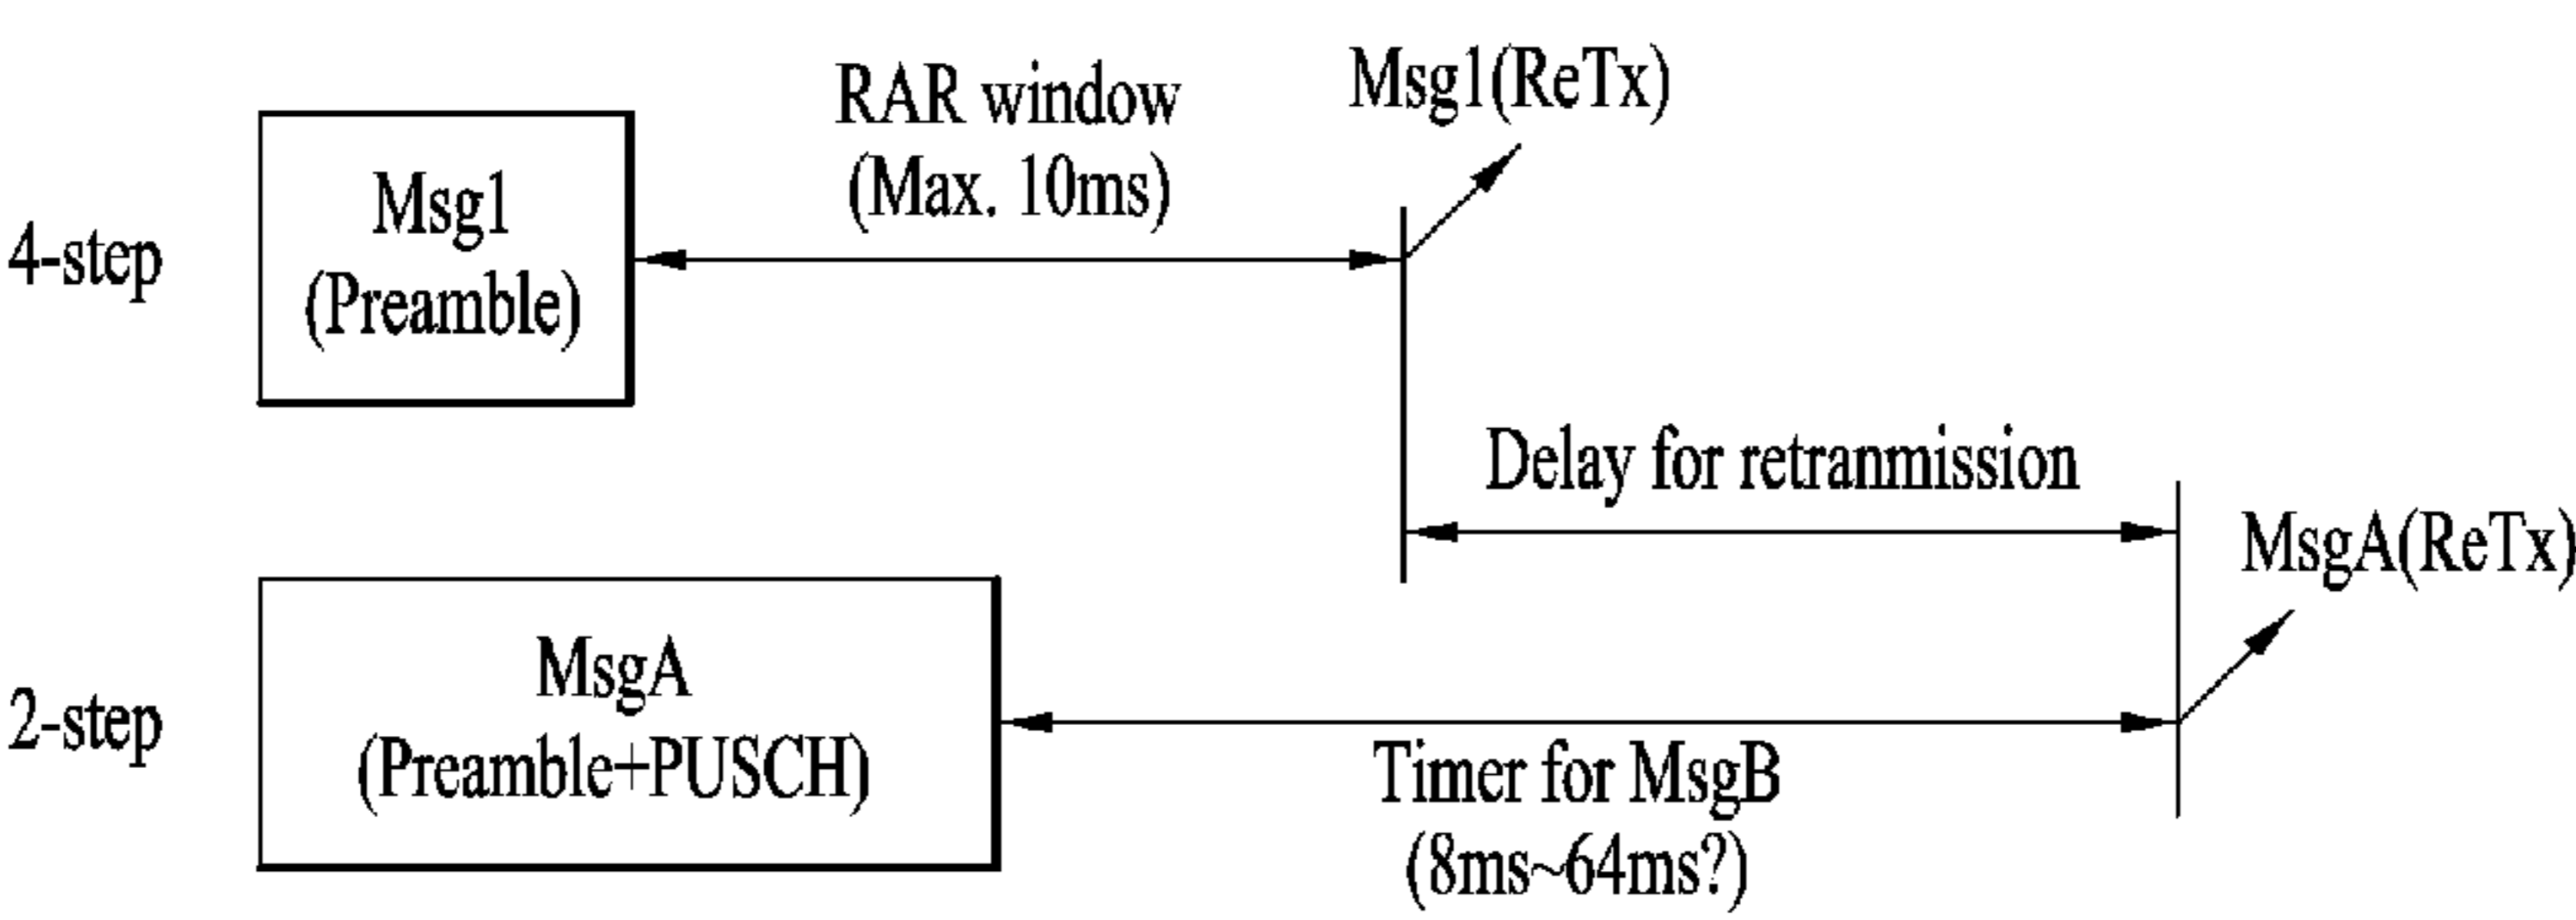 4-step
Msg1
(Preamble)
RAR window
(Max. 10ms)
Msg1(ReTx)
Delay for retranmission
2-step
MsgA
(Preamble+PUSCH)
Timer for MsgB
(8ms~64ms?)
MsgA(ReTx)